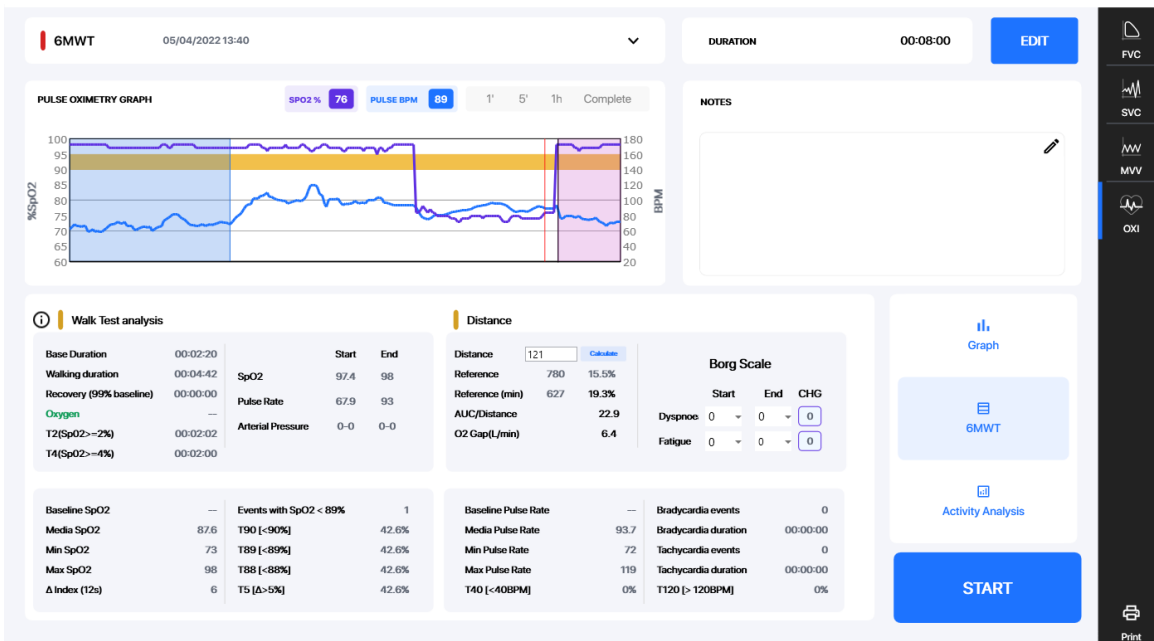 6MWT 05/04/2022 13:40
DURATION 00:08:00 EDIT
FVC
SVC
MVV
OXI
PULSE OXIMETRY GRAPH SPO2 % 76 PULSE BPM 89 1' 5' 1h Complete
NOTES
100 180
95 160
90 140
85 120
80 100
75 80
70 60
65 40
60 20
%SpO2
BPM
Walk Test analysis
Base Duration 00:02:20
Walking duration 00:04:42
Recovery (99% baseline) 00:00:00
Oxygen --
T2(Sp02>=2%) 00:02:02
T4(Sp02>=4%) 00:02:00
Start End
SpO2 97.4 98
Pulse Rate 67.9 93
Arterial Pressure 0-0 0-0
Distance
Distance 121 Calculate
Reference 780 15.5%
Reference (min) 627 19.3%
AUC/Distance 22.9
O2 Gap(L/min) 6.4
Borg Scale
Start End CHG
Dyspnoe 0 0 0
Fatigue 0 0 0
Graph
6MWT
Activity Analysis
Baseline SpO2 --
Media SpO2 87.6
Min SpO2 73
Max SpO2 98
Δ Index (12s) 6
Events with SpO2 < 89% 1
T90 [<90%] 42.6%
T89 [<89%] 42.6%
T88 [<88%] 42.6%
T5 [Δ>5%] 42.6%
Baseline Pulse Rate --
Media Pulse Rate 93.7
Min Pulse Rate 72
Max Pulse Rate 119
T40 [<40BPM] 0%
Bradycardia events 0
Bradycardia duration 00:00:00
Tachycardia events 0
Tachycardia duration 00:00:00
T120 [> 120BPM] 0%
START
Print